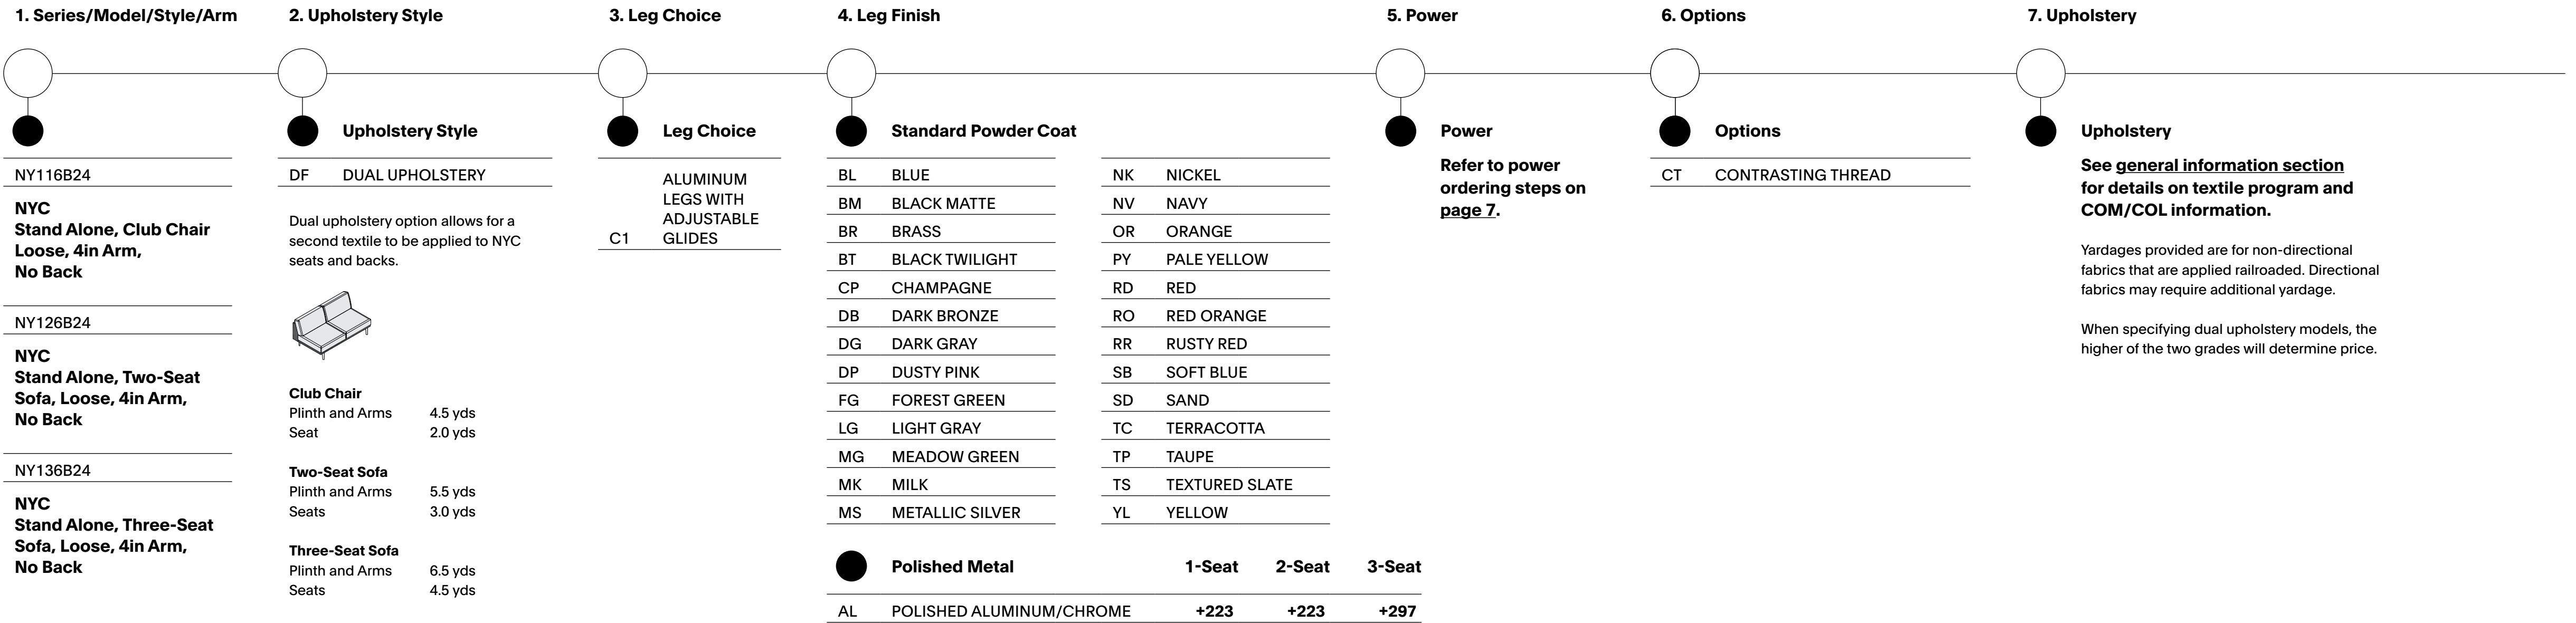 1. Series/Model/Style/Arm
2. Upholstery Style
3. Leg Choice
4. Leg Finish
5. Power
6. Options
7. Upholstery
NY116B24
NYC
Stand Alone, Club Chair
Loose, 4in Arm,
No Back
NY126B24
NYC
Stand Alone, Two-Seat
Sofa, Loose, 4in Arm,
No Back
NY136B24
NYC
Stand Alone, Three-Seat
Sofa, Loose, 4in Arm,
No Back
Upholstery Style
DF DUAL UPHOLSTERY
Dual upholstery option allows for a
second textile to be applied to NYC
seats and backs.
Club Chair
Plinth and Arms 4.5 yds
Seat 2.0 yds
Two-Seat Sofa
Plinth and Arms 5.5 yds
Seats 3.0 yds
Three-Seat Sofa
Plinth and Arms 6.5 yds
Seats 4.5 yds
Leg Choice
ALUMINUM
LEGS WITH
ADJUSTABLE
C1 GLIDES
Standard Powder Coat
BL BLUE
BM BLACK MATTE
BR BRASS
BT BLACK TWILIGHT
CP CHAMPAGNE
DB DARK BRONZE
DG DARK GRAY
DP DUSTY PINK
FG FOREST GREEN
LG LIGHT GRAY
MG MEADOW GREEN
MK MILK
MS METALLIC SILVER
NK NICKEL
NV NAVY
OR ORANGE
PY PALE YELLOW
RD RED
RO RED ORANGE
RR RUSTY RED
SB SOFT BLUE
SD SAND
TC TERRACOTTA
TP TAUPE
TS TEXTURED SLATE
YL YELLOW
Polished Metal 1-Seat 2-Seat 3-Seat
AL POLISHED ALUMINUM/CHROME +223 +223 +297
Power
Refer to power
ordering steps on
page 7.
Options
CT CONTRASTING THREAD
Upholstery
See general information section
for details on textile program and
COM/COL information.
Yardages provided are for non-directional
fabrics that are applied railroaded. Directional
fabrics may require additional yardage.
When specifying dual upholstery models, the
higher of the two grades will determine price.